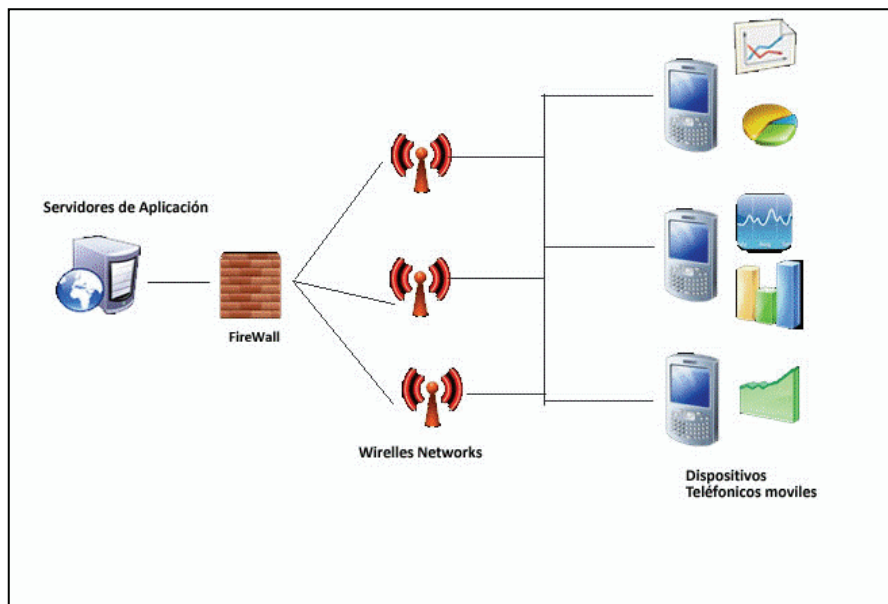 Servidores de Aplicación
FireWall
Wirelles Networks
Dispositivos
Teléfonicos moviles